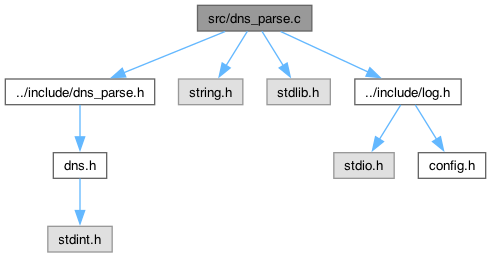 src/dns_parse.c
../include/dns_parse.h
string.h
stdlib.h
../include/log.h
dns.h
stdio.h
config.h
stdint.h